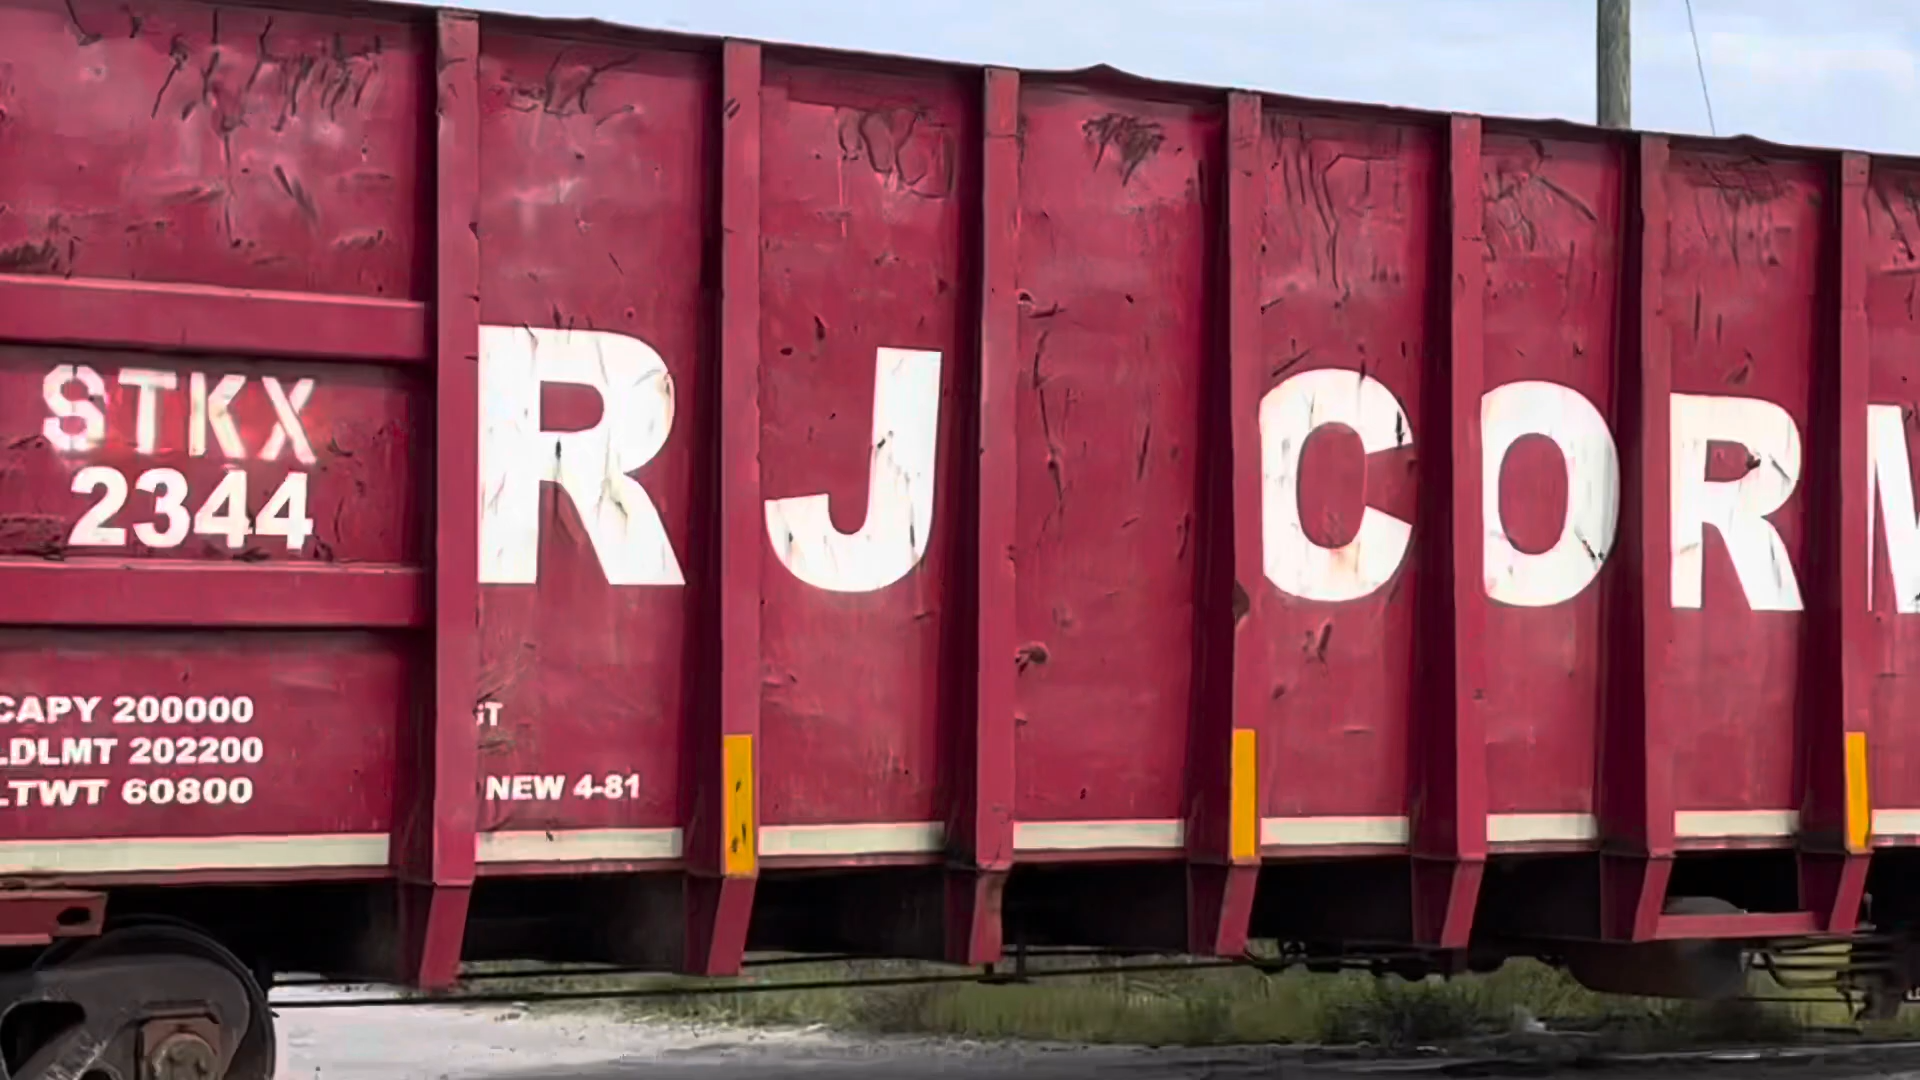 STKX
2344
RJ CORM
CAPY 200000
LDLMT 202200
LTWT 60800
NEW 4-81